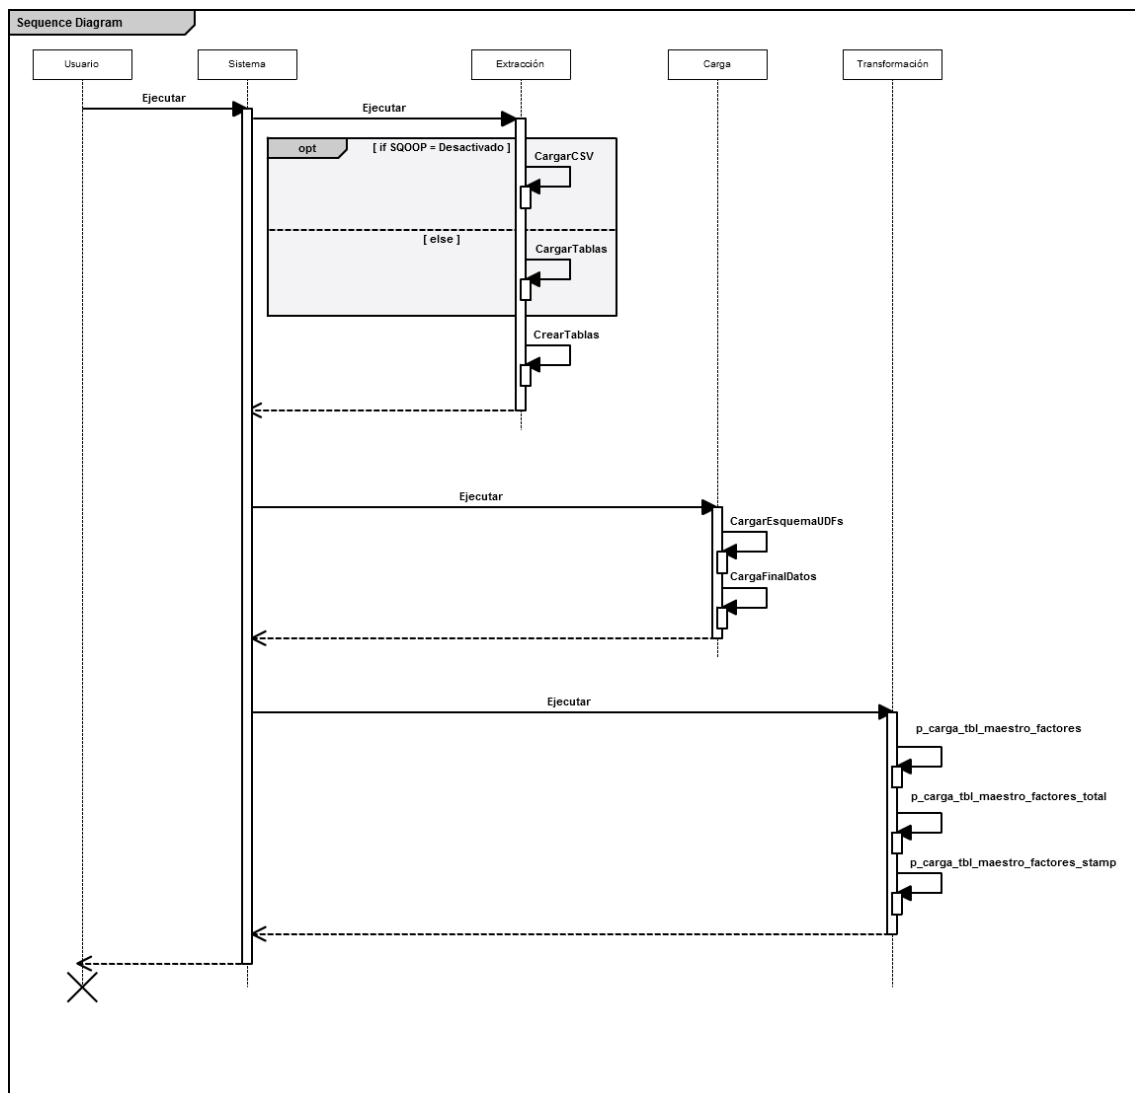 Sequence Diagram
Usuario
Sistema
Extracción
Carga
Transformación
Ejecutar
Ejecutar
opt
[ if SQOOP = Desactivado ]
CargarCSV
[ else ]
CargarTablas
CrearTablas
Ejecutar
CargarEsquemaUDFs
CargaFinalDatos
Ejecutar
p_carga_tbl_maestro_factores
p_carga_tbl_maestro_factores_total
p_carga_tbl_maestro_factores_stamp